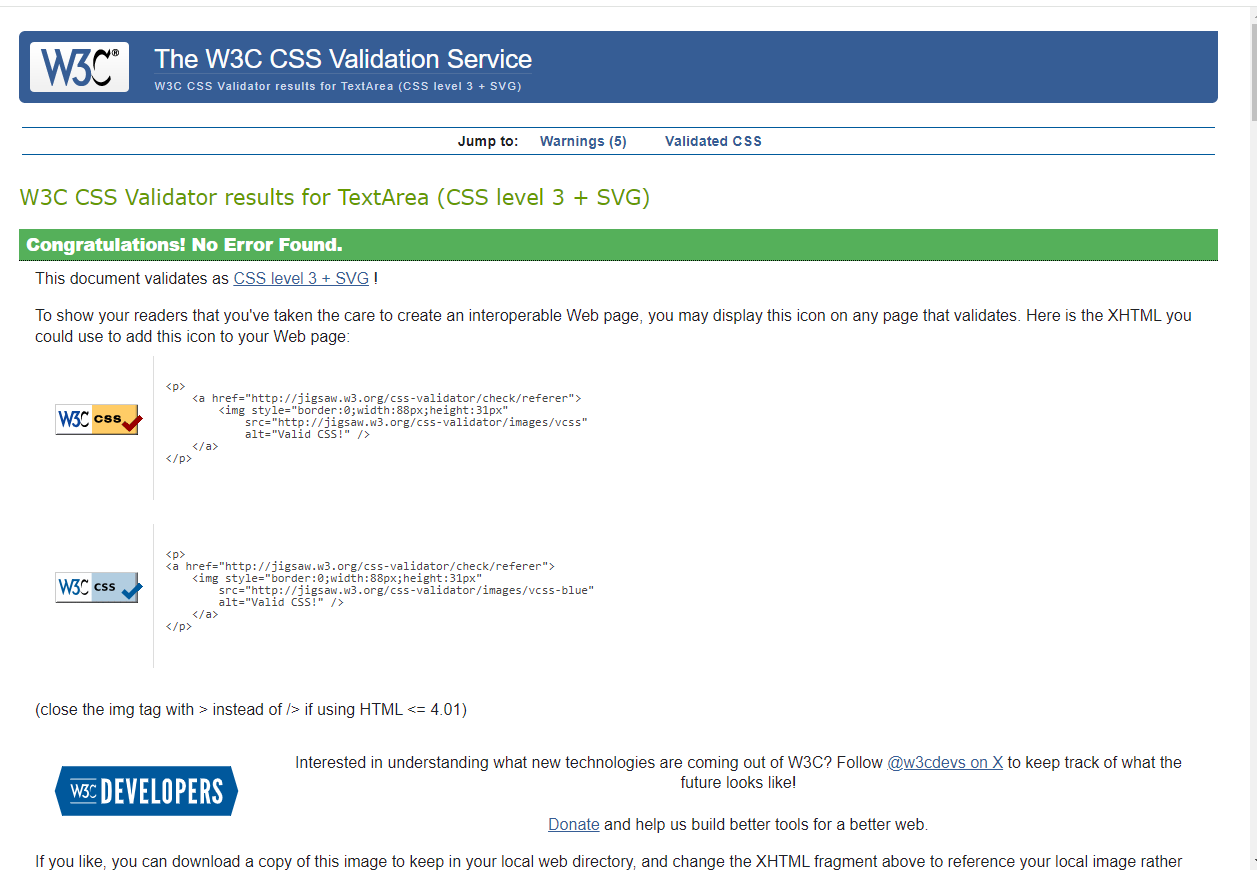 W3C®
The W3C CSS Validation Service
W3C CSS Validator results for TextArea (CSS level 3 + SVG)
Jump to: Warnings (5) Validated CSS
W3C CSS Validator results for TextArea (CSS level 3 + SVG)
Congratulations! No Error Found.
This document validates as CSS level 3 + SVG !
To show your readers that you've taken the care to create an interoperable Web page, you may display this icon on any page that validates. Here is the XHTML you
could use to add this icon to your Web page:
W3C css
<p>
    <a href="http://jigsaw.w3.org/css-validator/check/referer">
        <img style="border:0;width:88px;height:31px"
            src="http://jigsaw.w3.org/css-validator/images/vcss"
            alt="Valid CSS!" />
    </a>
</p>
W3C css
<p>
<a href="http://jigsaw.w3.org/css-validator/check/referer">
    <img style="border:0;width:88px;height:31px"
        src="http://jigsaw.w3.org/css-validator/images/vcss-blue"
        alt="Valid CSS!" />
    </a>
</p>
(close the img tag with > instead of /> if using HTML <= 4.01)
W3C DEVELOPERS
Interested in understanding what new technologies are coming out of W3C? Follow @w3cdevs on X to keep track of what the
future looks like!
Donate and help us build better tools for a better web.
If you like, you can download a copy of this image to keep in your local web directory, and change the XHTML fragment above to reference your local image rather